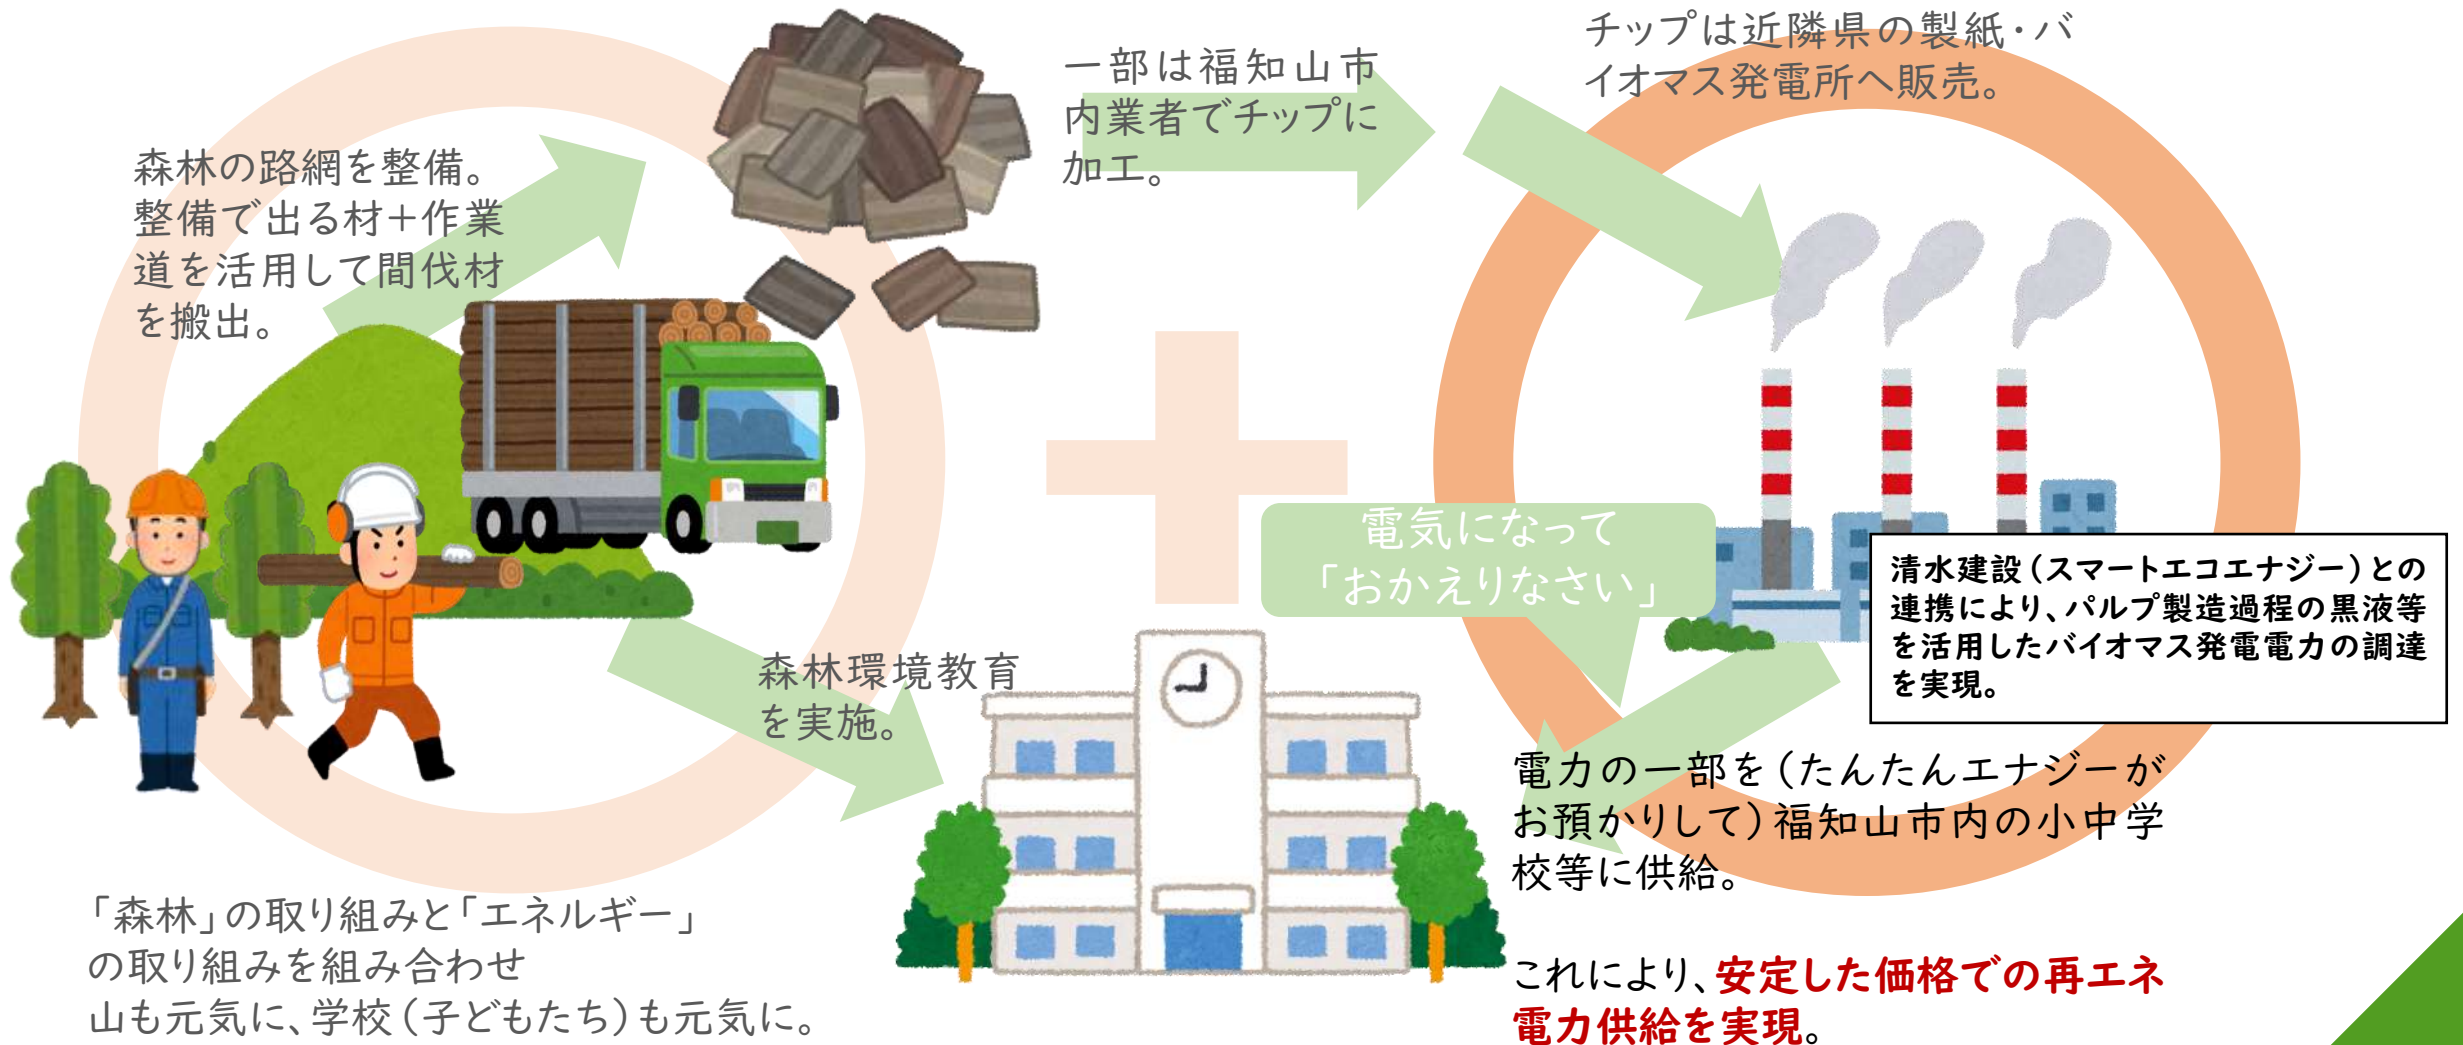 森林の路網を整備。
整備で出る材+作業
道を活用して間伐材
を搬出。
一部は福知山市
内業者でチップに
加工。
チップは近隣県の製紙・バ
イオマス発電所へ販売。
電気になって
「おかえりなさい」
清水建設(スマートエコエナジー)との
連携により、パルプ製造過程の黒液等
を活用したバイオマス発電電力の調達
を実現。
森林環境教育
を実施。
電力の一部を(たんたんエナジーが
お預かりして)福知山市内の小中学
校等に供給。
「森林」の取り組みと「エネルギー」
の取り組みを組み合わせ
山も元気に、学校(子どもたち)も元気に。
これにより、安定した価格での再エネ
電力供給を実現。